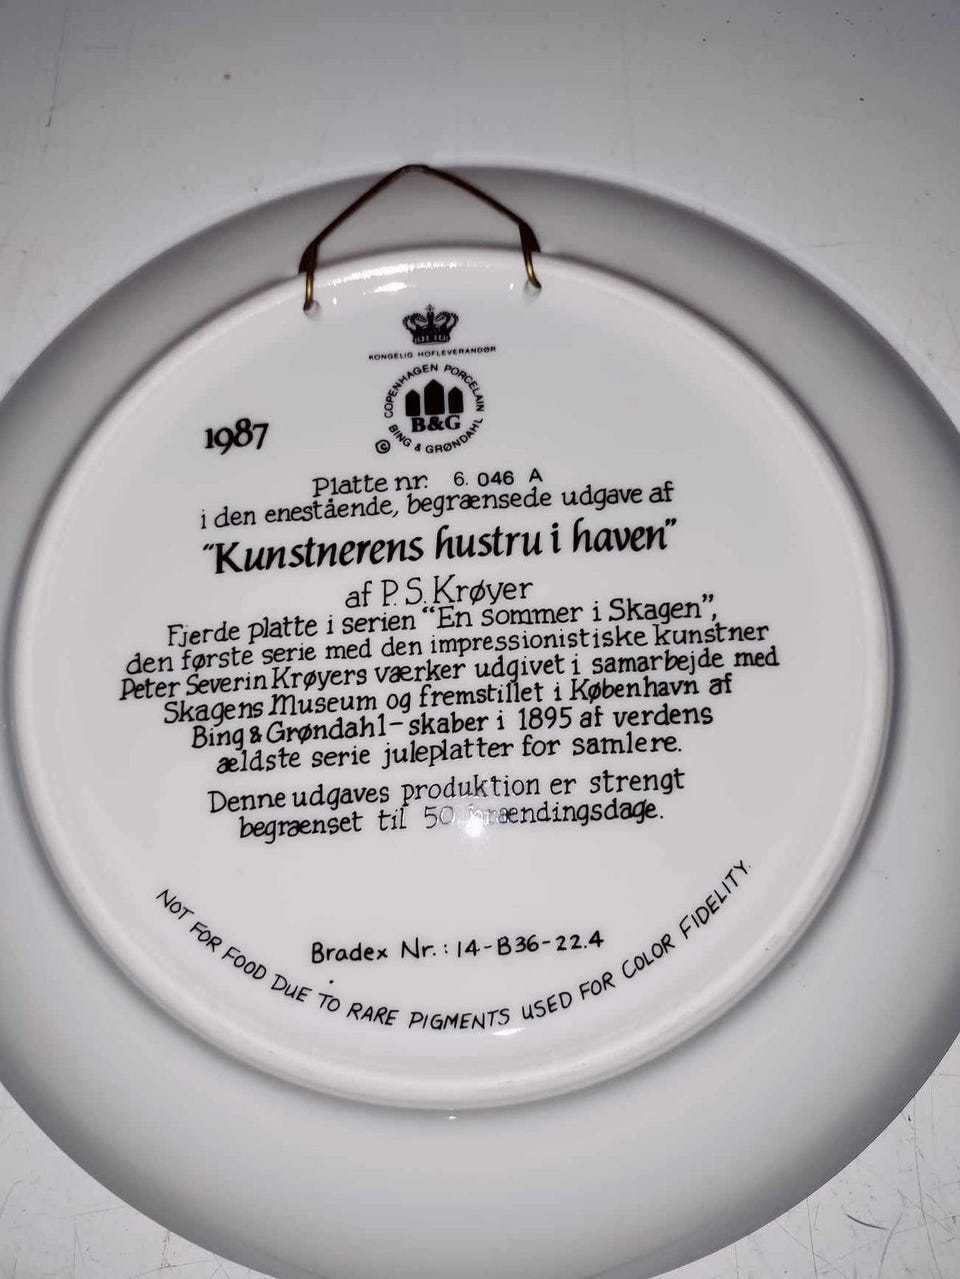 KONGELIG HOFLEVERANDØR
COPENHAGEN PORCELAIN
B&G
© BING & GRØNDAHL
1987
Platte nr. 6. 046 A
i den enestående, begrænsede udgave af
"Kunstnerens hustru i haven"
af P. S. Krøyer
Fjerde platte i serien "En sommer i Skagen",
den første serie med den impressionistiske kunstner
Peter Severin Krøyers værker udgivet i samarbejde med
Skagens Museum og fremstillet i København af
Bing & Grøndahl - skaber i 1895 af verdens
ældste serie juleplatter for samlere.
Denne udgaves produktion er strengt
begrænset til 50 brændingsdage.
Bradex Nr. : 14-B36-22.4
NOT FOR FOOD DUE TO RARE PIGMENTS USED FOR COLOR FIDELITY.